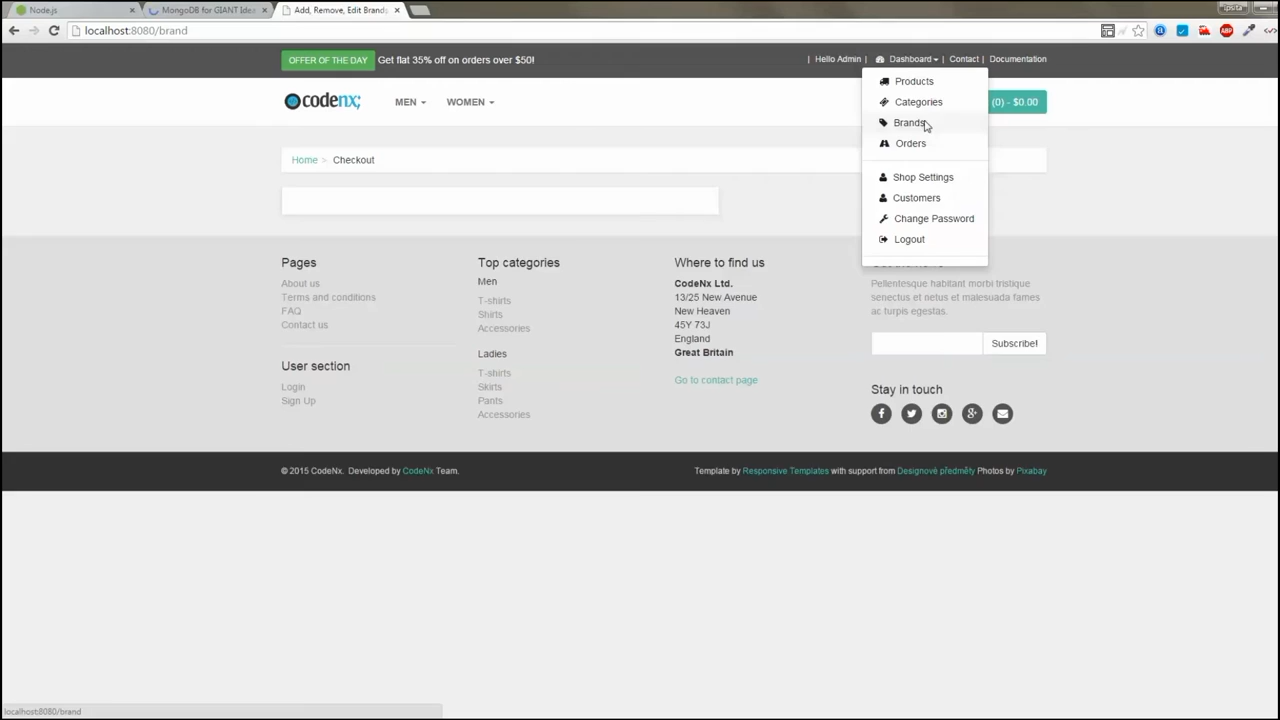 Node.js
MongoDB for GIANT Idea
Add, Remove, Edit Brands
ipsita
localhost:8080/brand
OFFER OF THE DAY Get flat 35% off on orders over $50!
| Hello Admin | Dashboard | Contact | Documentation
codenx;
MEN
WOMEN
(0) - $0.00
Products
Categories
Brands
Orders
Shop Settings
Customers
Change Password
Logout
Home > Checkout
Pages
About us
Terms and conditions
FAQ
Contact us
User section
Login
Sign Up
Top categories
Men
T-shirts
Shirts
Accessories
Ladies
T-shirts
Skirts
Pants
Accessories
Where to find us
CodeNx Ltd.
13/25 New Avenue
New Heaven
45Y 73J
England
Great Britain
Go to contact page
Pellentesque habitant morbi tristique
senectus et netus et malesuada fames
ac turpis egestas.
Subscribe!
Stay in touch
© 2015 CodeNx. Developed by CodeNx Team.
Template by Responsive Templates with support from Designové předměty Photos by Pixabay
localhost:8080/brand